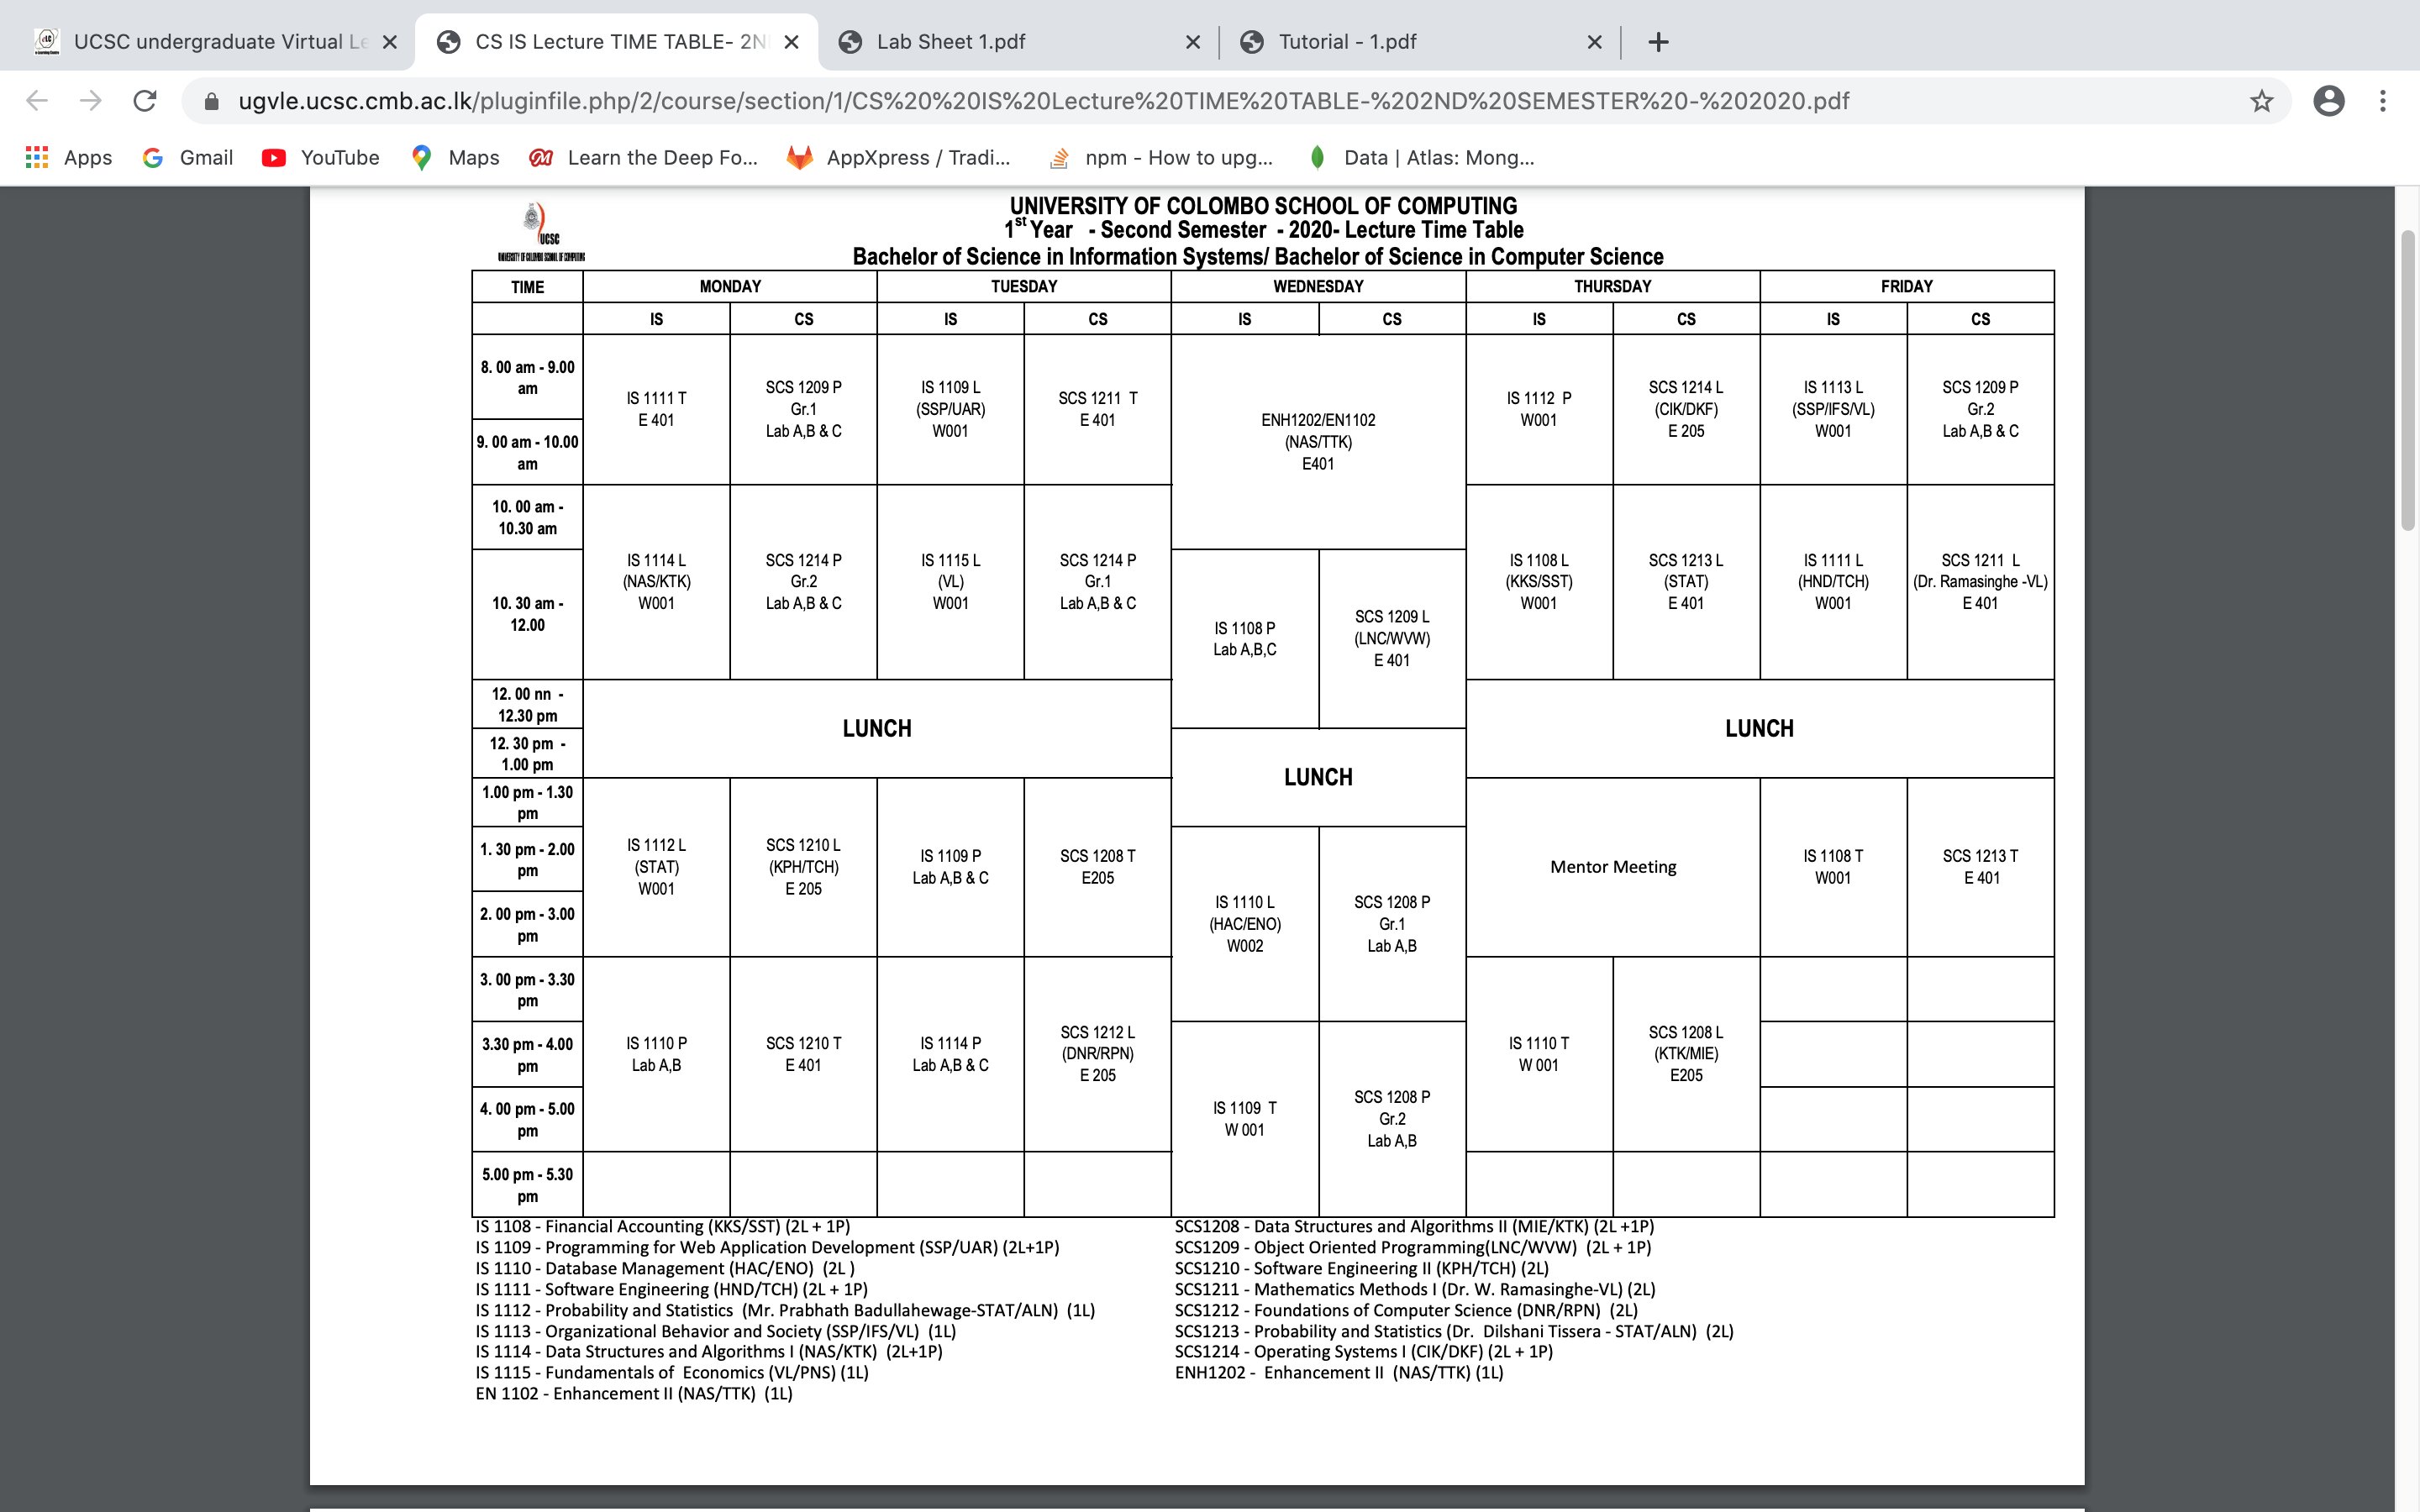 UCSC undergraduate Virtual Le
CS IS Lecture TIME TABLE- 2N
Lab Sheet 1.pdf
Tutorial - 1.pdf
ugvle.ucsc.cmb.ac.lk/pluginfile.php/2/course/section/1/CS%20%20IS%20Lecture%20TIME%20TABLE-%202ND%20SEMESTER%20-%202020.pdf
Apps
Gmail
YouTube
Maps
Learn the Deep Fo...
AppXpress / Tradi...
npm - How to upg...
Data | Atlas: Mong...
UCSC
UNIVERSITY OF COLOMBO SCHOOL OF COMPUTING
UNIVERSITY OF COLOMBO SCHOOL OF COMPUTING
1st Year - Second Semester - 2020- Lecture Time Table
Bachelor of Science in Information Systems/ Bachelor of Science in Computer Science
TIME MONDAY TUESDAY WEDNESDAY THURSDAY FRIDAY
IS CS IS CS IS CS IS CS IS CS
8. 00 am - 9.00
am
9. 00 am - 10.00
am
IS 1111 T
E 401
SCS 1209 P
Gr.1
Lab A,B & C
IS 1109 L
(SSP/UAR)
W001
SCS 1211 T
E 401
ENH1202/EN1102
(NAS/TTK)
E401
IS 1112 P
W001
SCS 1214 L
(CIK/DKF)
E 205
IS 1113 L
(SSP/IFS/VL)
W001
SCS 1209 P
Gr.2
Lab A,B & C
10. 00 am -
10.30 am
10. 30 am -
12.00
IS 1114 L
(NAS/KTK)
W001
SCS 1214 P
Gr.2
Lab A,B & C
IS 1115 L
(VL)
W001
SCS 1214 P
Gr.1
Lab A,B & C
IS 1108 P
Lab A,B,C
SCS 1209 L
(LNC/WVW)
E 401
IS 1108 L
(KKS/SST)
W001
SCS 1213 L
(STAT)
E 401
IS 1111 L
(HND/TCH)
W001
SCS 1211 L
(Dr. Ramasinghe -VL)
E 401
12. 00 nn -
12.30 pm
12. 30 pm -
1.00 pm
LUNCH
LUNCH
LUNCH
1.00 pm - 1.30
pm
1. 30 pm - 2.00
pm
2. 00 pm - 3.00
pm
IS 1112 L
(STAT)
W001
SCS 1210 L
(KPH/TCH)
E 205
IS 1109 P
Lab A,B & C
SCS 1208 T
E205
IS 1110 L
(HAC/ENO)
W002
SCS 1208 P
Gr.1
Lab A,B
Mentor Meeting
IS 1108 T
W001
SCS 1213 T
E 401
3. 00 pm - 3.30
pm
3.30 pm - 4.00
pm
4. 00 pm - 5.00
pm
5.00 pm - 5.30
pm
IS 1110 P
Lab A,B
SCS 1210 T
E 401
IS 1114 P
Lab A,B & C
SCS 1212 L
(DNR/RPN)
E 205
IS 1109 T
W 001
SCS 1208 P
Gr.2
Lab A,B
IS 1110 T
W 001
SCS 1208 L
(KTK/MIE)
E205
IS 1108 - Financial Accounting (KKS/SST) (2L + 1P)
IS 1109 - Programming for Web Application Development (SSP/UAR) (2L+1P)
IS 1110 - Database Management (HAC/ENO) (2L )
IS 1111 - Software Engineering (HND/TCH) (2L + 1P)
IS 1112 - Probability and Statistics (Mr. Prabhath Badullahewage-STAT/ALN) (1L)
IS 1113 - Organizational Behavior and Society (SSP/IFS/VL) (1L)
IS 1114 - Data Structures and Algorithms I (NAS/KTK) (2L+1P)
IS 1115 - Fundamentals of Economics (VL/PNS) (1L)
EN 1102 - Enhancement II (NAS/TTK) (1L)
SCS1208 - Data Structures and Algorithms II (MIE/KTK) (2L +1P)
SCS1209 - Object Oriented Programming(LNC/WVW) (2L + 1P)
SCS1210 - Software Engineering II (KPH/TCH) (2L)
SCS1211 - Mathematics Methods I (Dr. W. Ramasinghe-VL) (2L)
SCS1212 - Foundations of Computer Science (DNR/RPN) (2L)
SCS1213 - Probability and Statistics (Dr. Dilshani Tissera - STAT/ALN) (2L)
SCS1214 - Operating Systems I (CIK/DKF) (2L + 1P)
ENH1202 - Enhancement II (NAS/TTK) (1L)